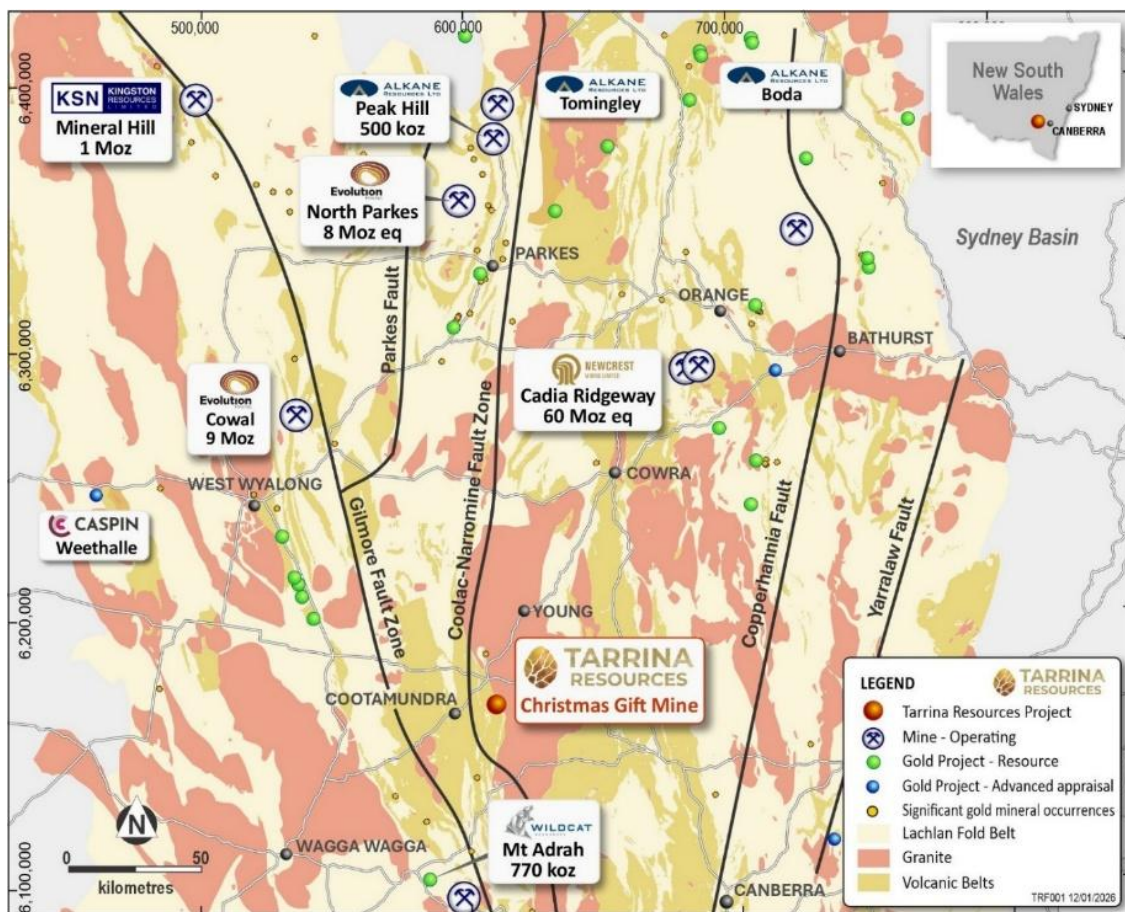 500,000
600,000
700,000
6,400,000
6,300,000
6,200,000
6,100,000
KSN KINGSTON
RESOURCES
LIMITED
Mineral Hill
1 Moz
ALKANE
RESOURCES LTD
Peak Hill
500 koz
ALKANE
RESOURCES LTD
Tomingley
ALKANE
RESOURCES LTD
Boda
New South
Wales
SYDNEY
CANBERRA
Evolution
North Parkes
8 Moz eq
Sydney Basin
PARKES
Parkes Fault
ORANGE
BATHURST
NEWCREST
MINING LIMITED
Cadia Ridgeway
60 Moz eq
Evolution
Cowal
9 Moz
Coolac-Narromine Fault Zone
COWRA
WEST WYALONG
CASPIN
Weethalle
Gilmore Fault Zone
Copperhannia Fault
Yarralaw Fault
YOUNG
TARRINA
RESOURCES
Christmas Gift Mine
COOTAMUNDRA
N
0 50
kilometres
WAGGA WAGGA
WILDCAT
Mt Adrah
770 koz
CANBERRA
LEGEND
TARRINA
RESOURCES
Tarrina Resources Project
Mine - Operating
Gold Project - Resource
Gold Project - Advanced appraisal
Significant gold mineral occurrences
Lachlan Fold Belt
Granite
Volcanic Belts
TRF001 12/01/2026